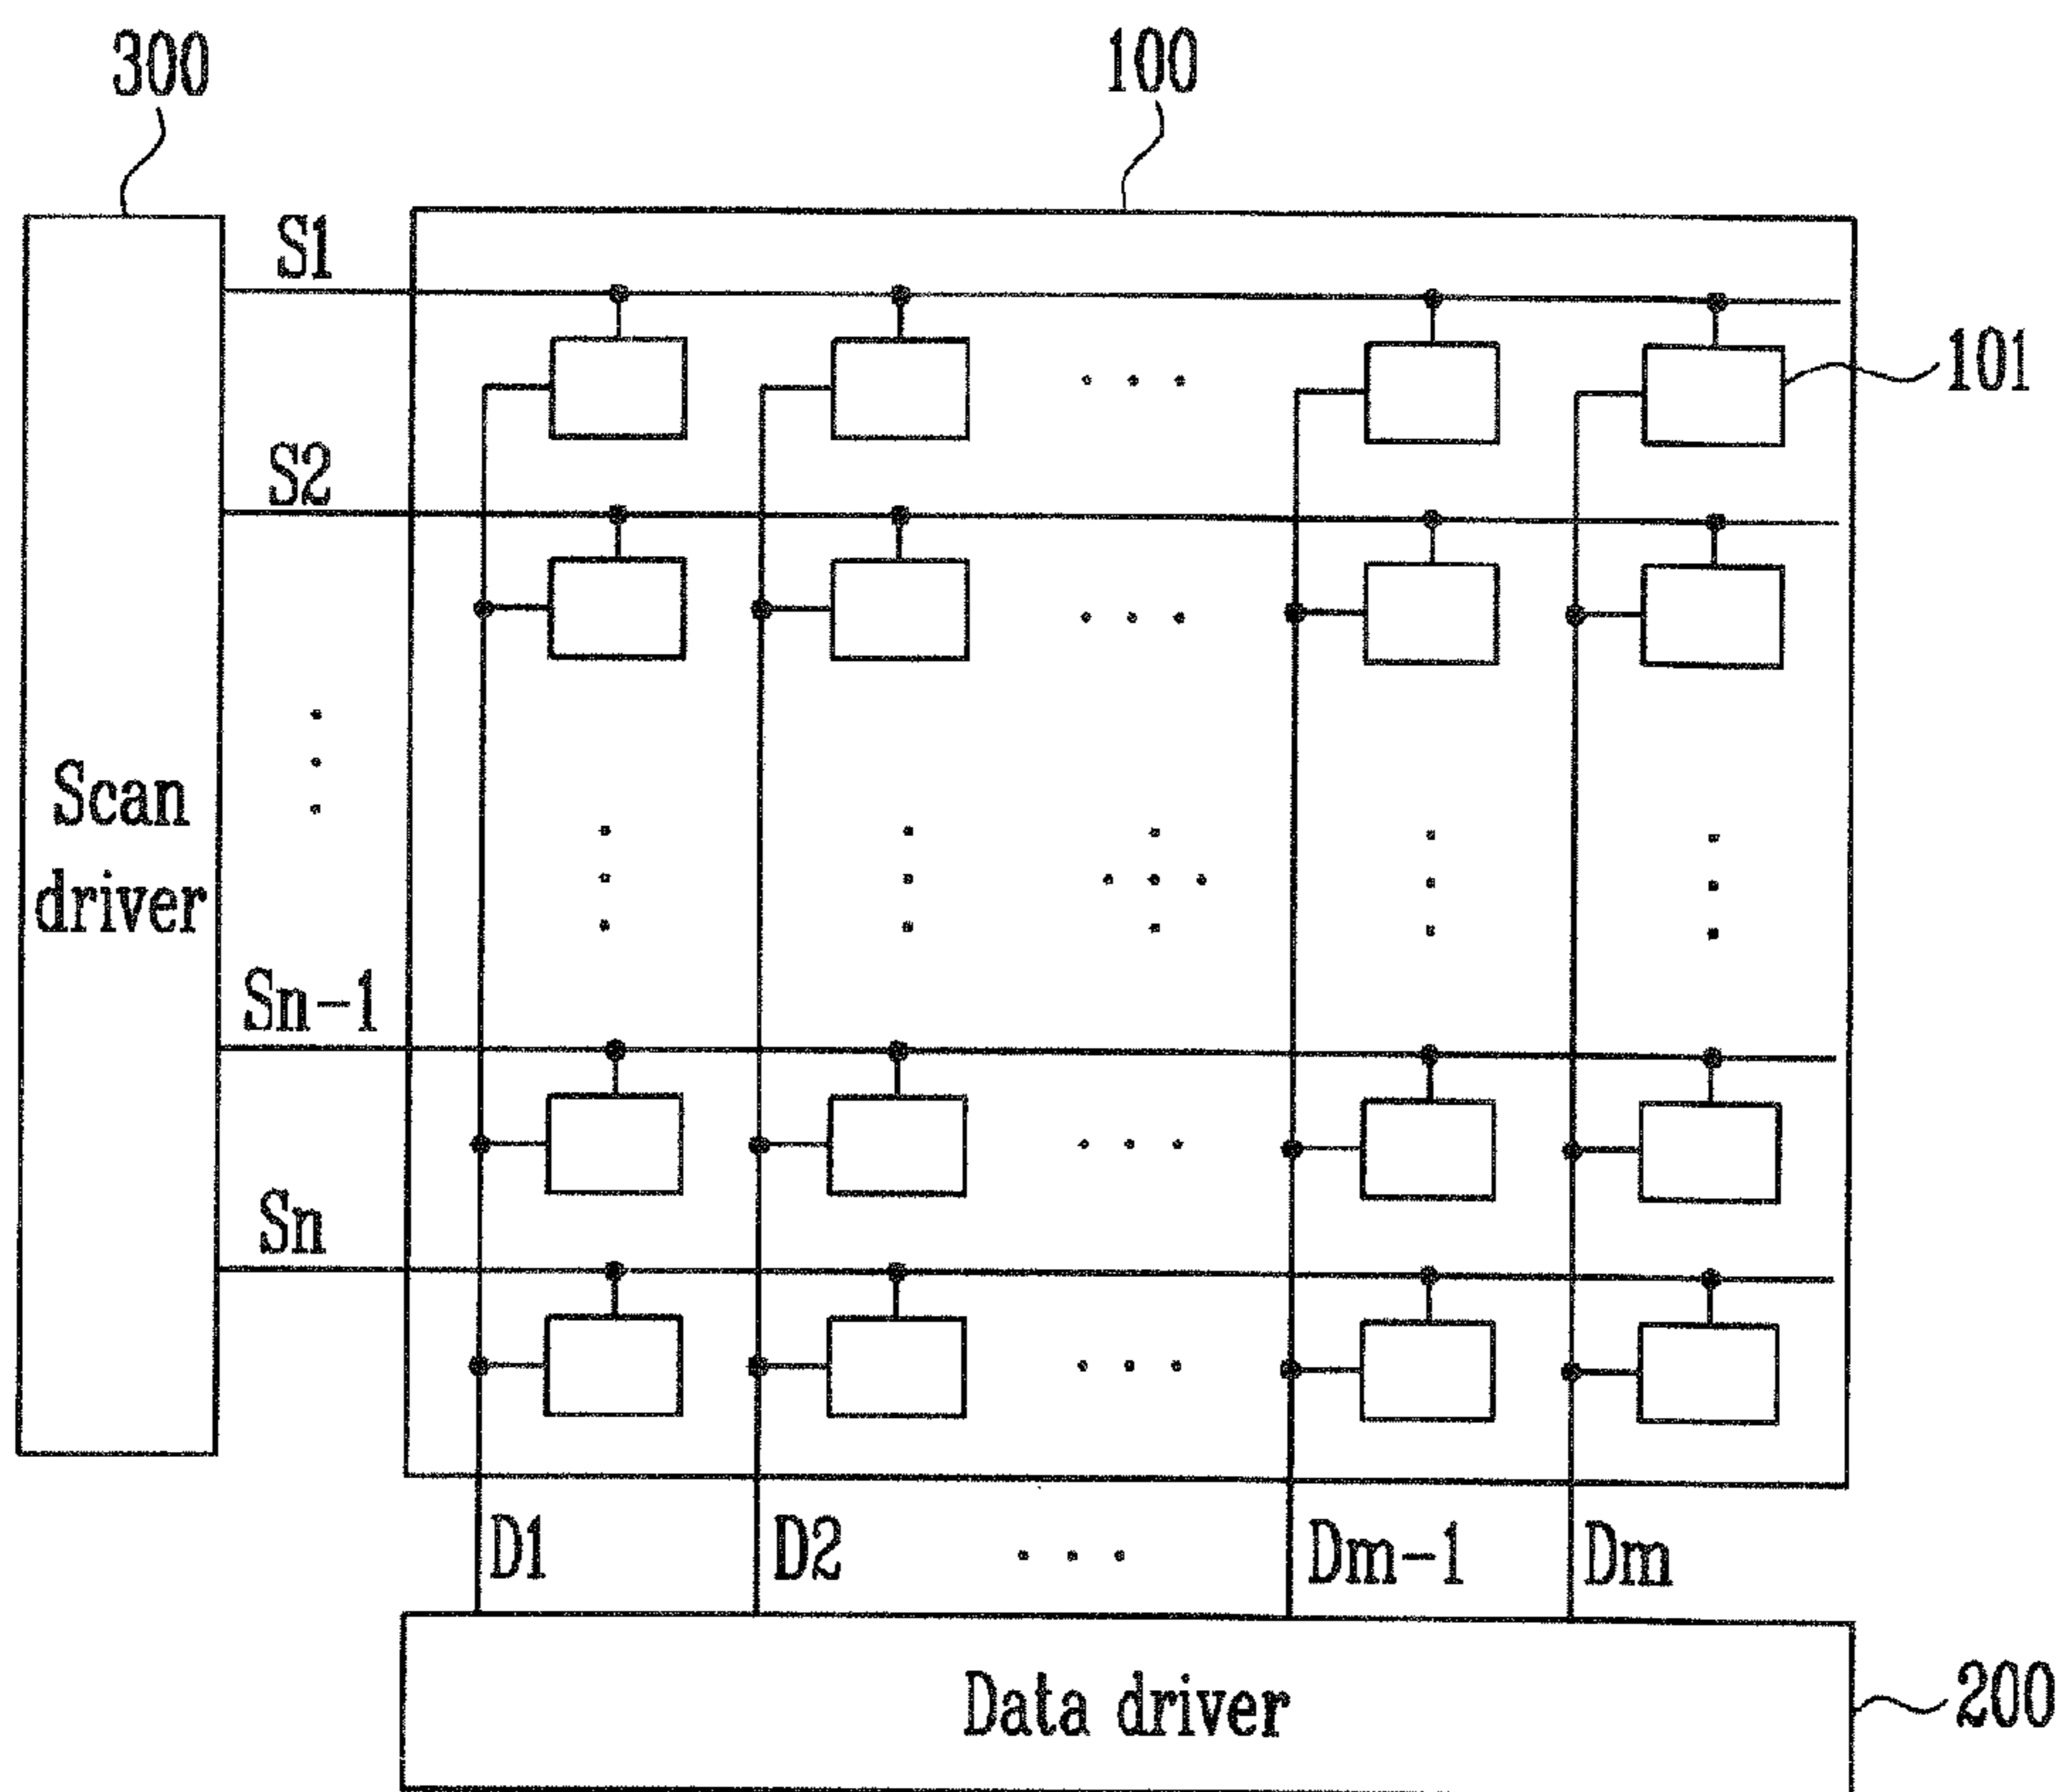 300
100
S1
101
S2
Scan
driver
Sn-1
Sn
D1 D2 Dm-1 Dm
Data driver
200